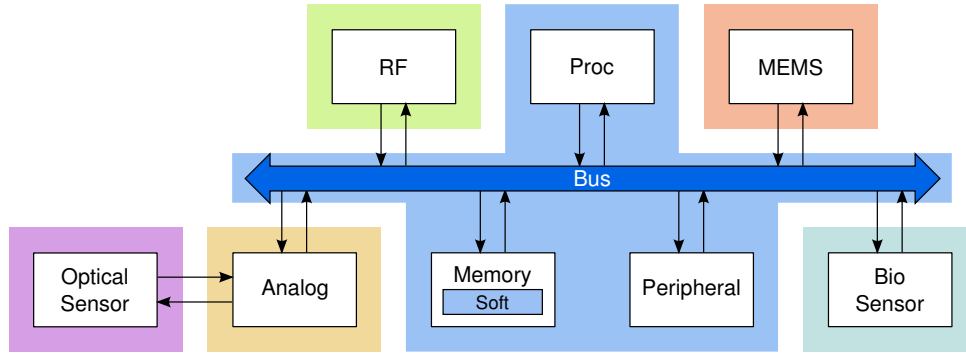 RF
Proc
MEMS
Bus
Optical
Sensor
Analog
Memory
Soft
Peripheral
Bio
Sensor